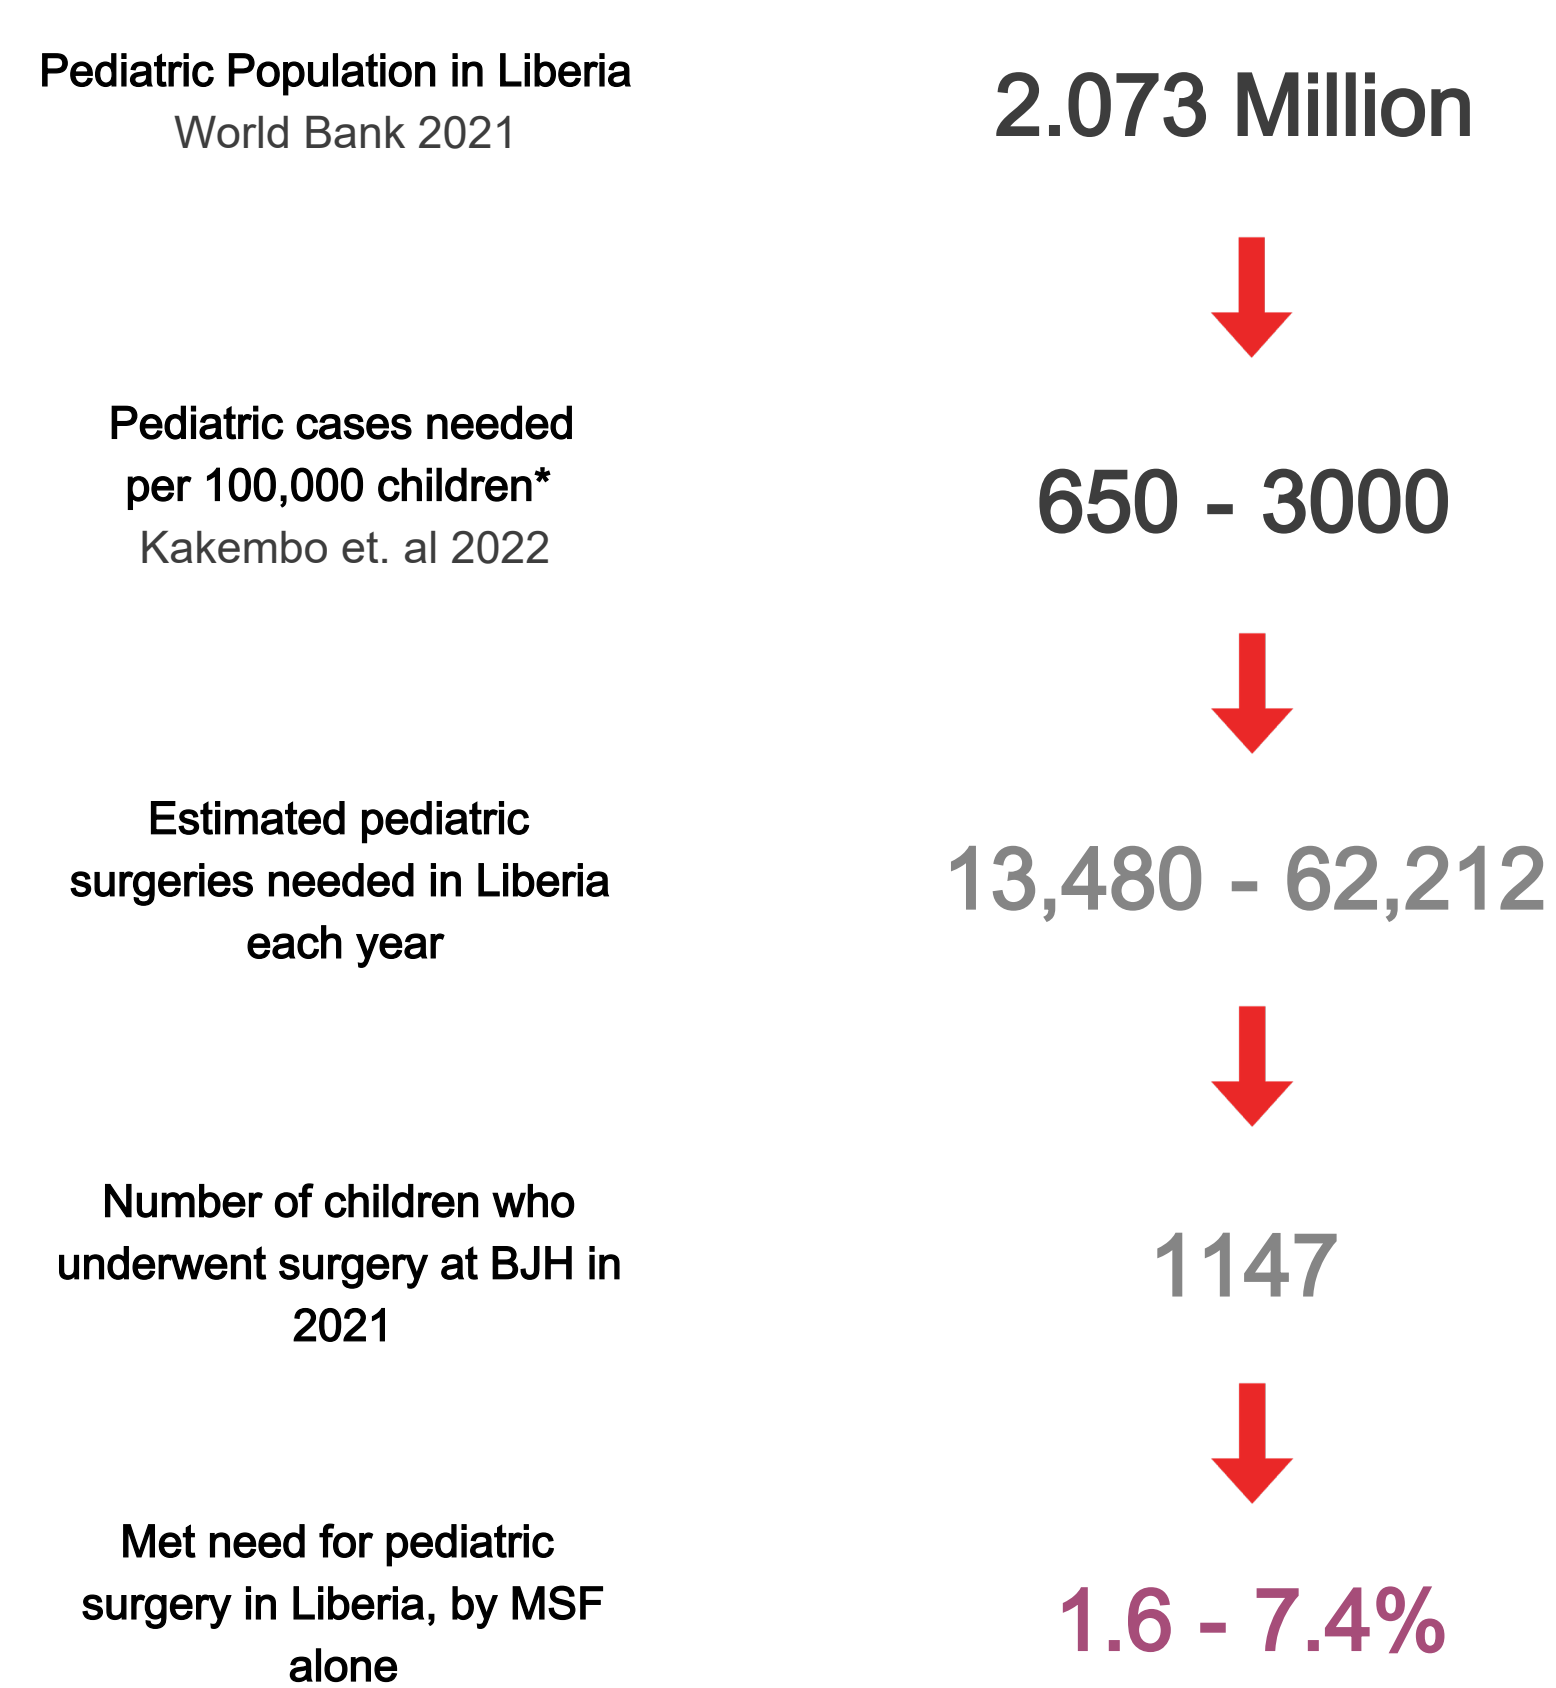 Pediatric Population in Liberia
World Bank 2021
2.073 Million
Pediatric cases needed
per 100,000 children*
Kakembo et. al 2022
650 - 3000
Estimated pediatric
surgeries needed in Liberia
each year
13,480 - 62,212
Number of children who
underwent surgery at BJH in
2021
1147
Met need for pediatric
surgery in Liberia, by MSF
alone
1.6 - 7.4%